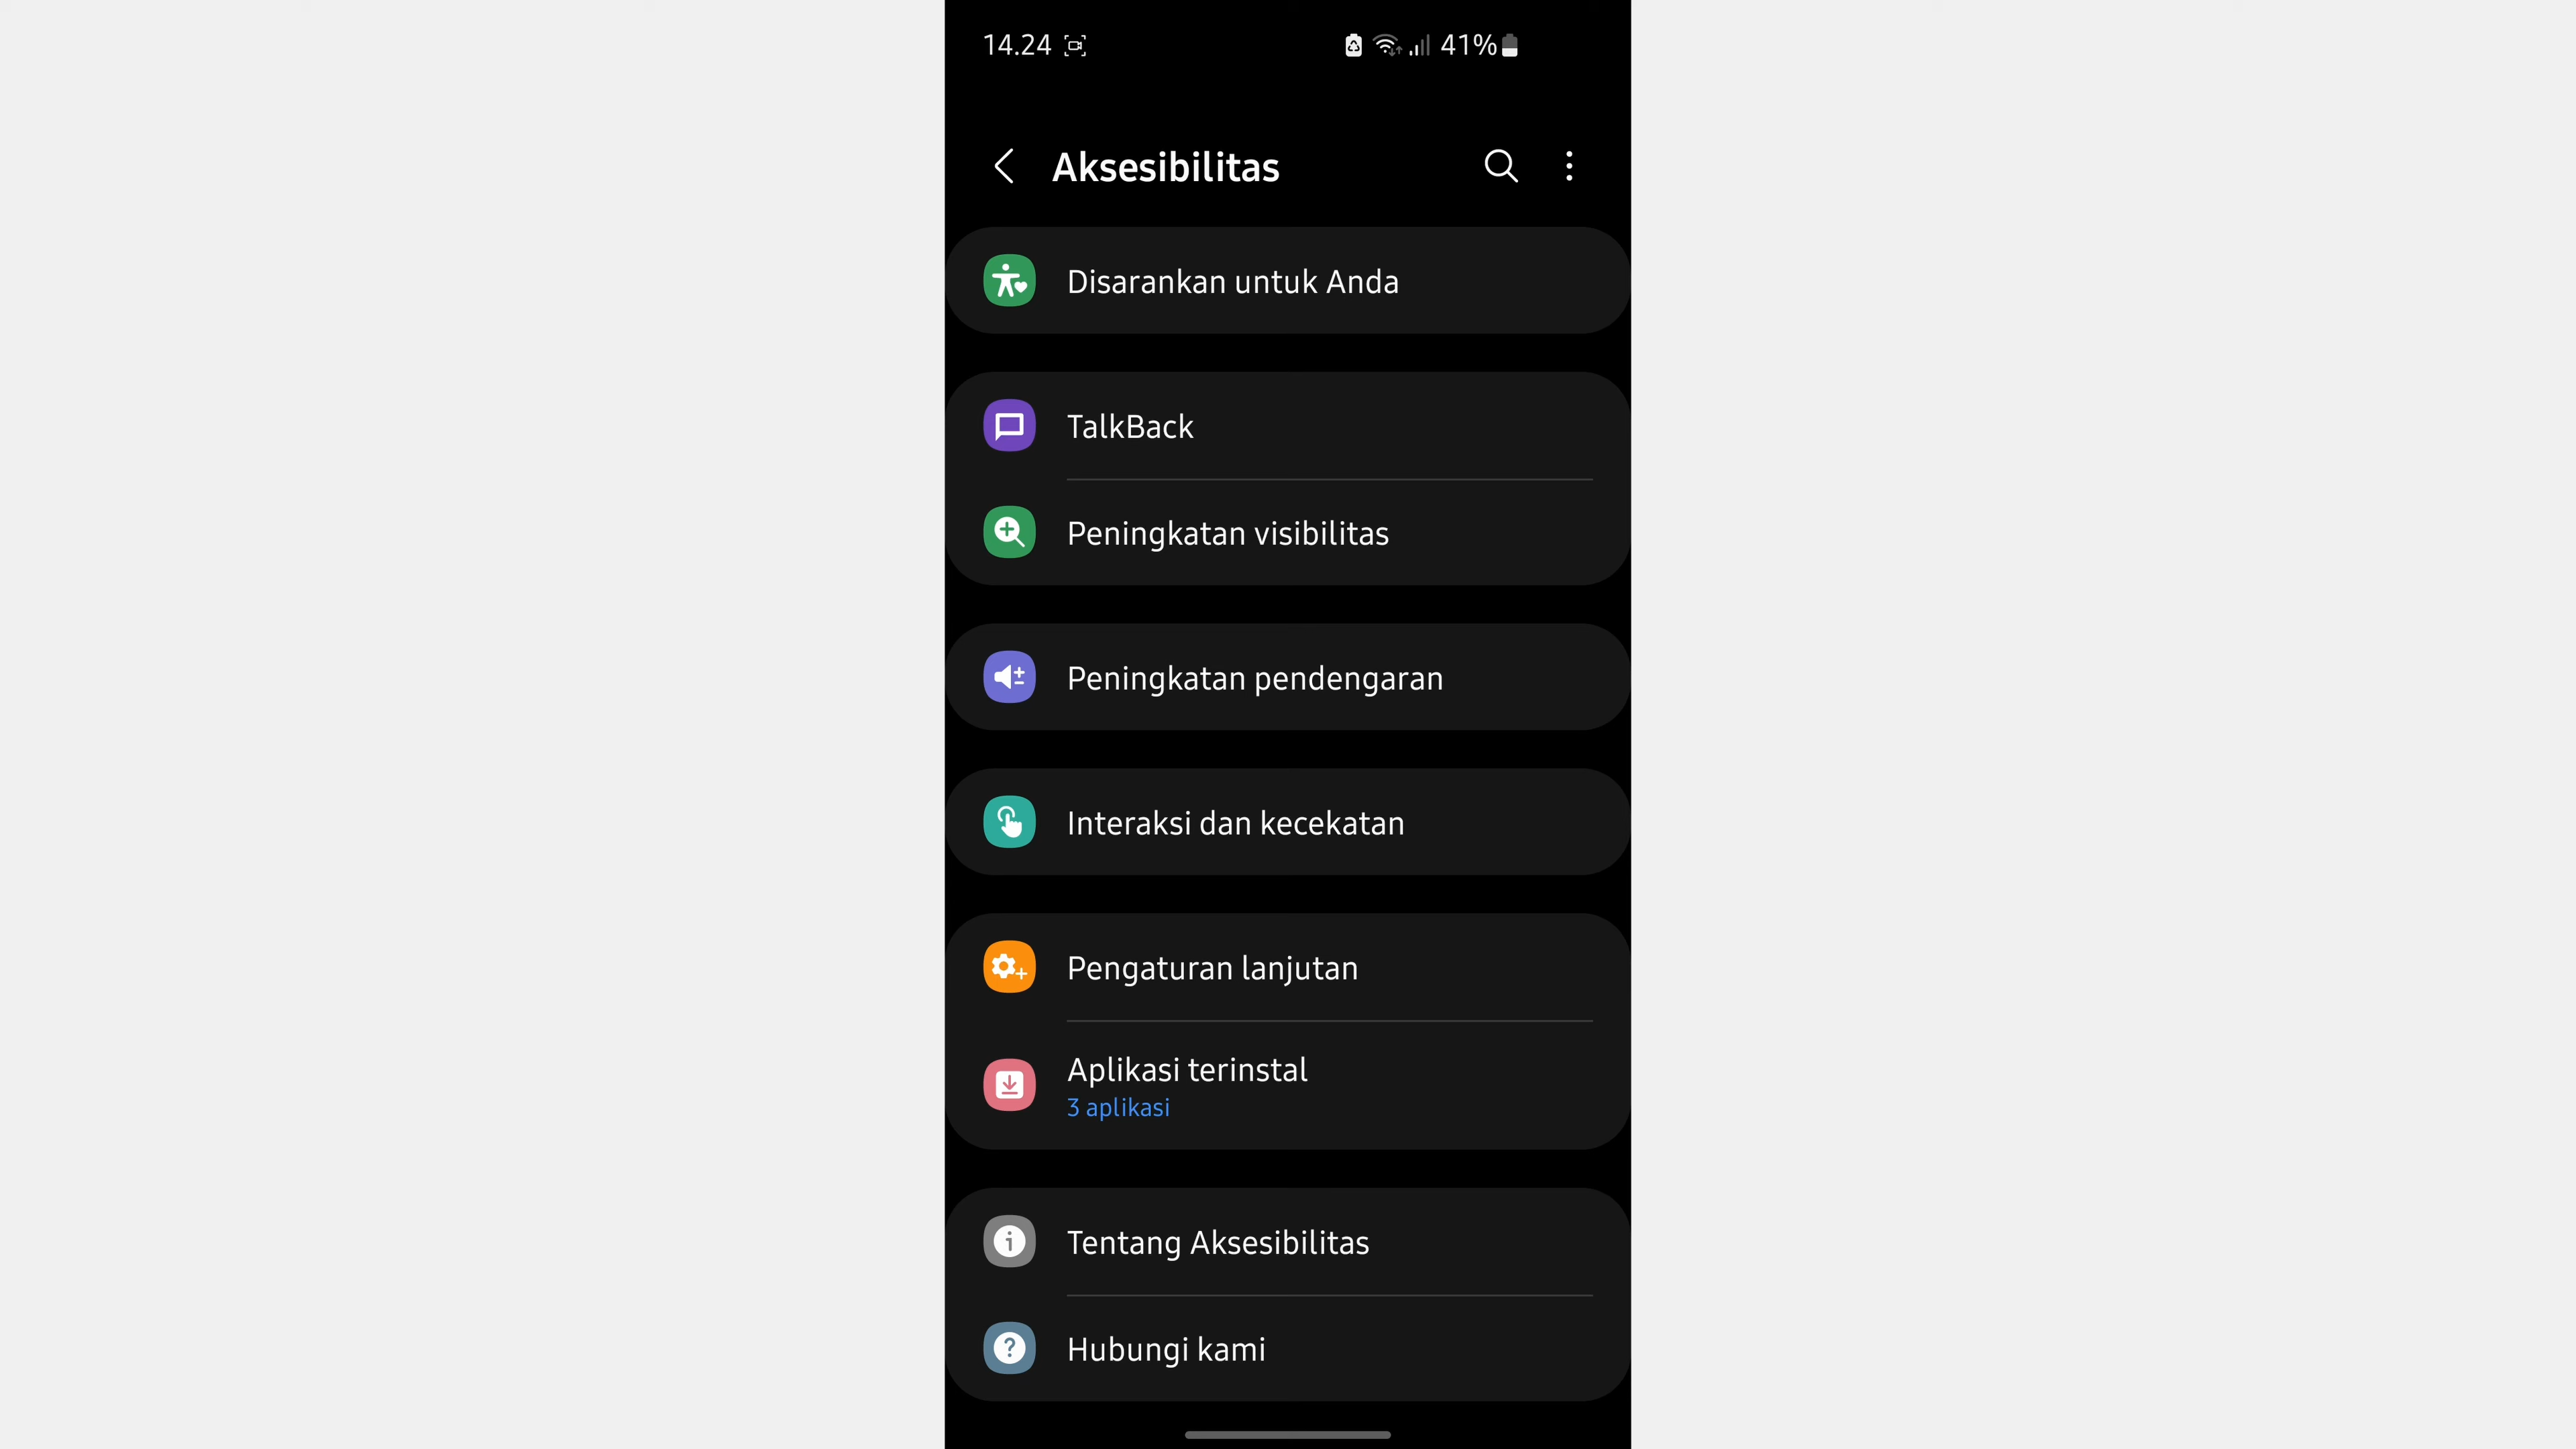 14.24
41%
Aksesibilitas
Disarankan untuk Anda
TalkBack
Peningkatan visibilitas
Peningkatan pendengaran
Interaksi dan kecekatan
Pengaturan lanjutan
Aplikasi terinstal
3 aplikasi
Tentang Aksesibilitas
Hubungi kami